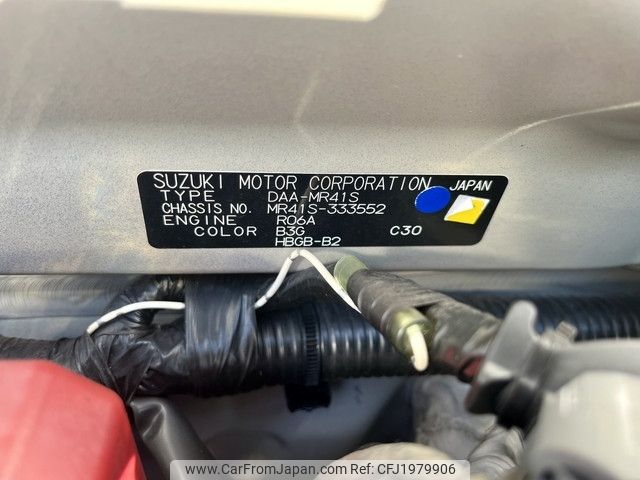 SUZUKI MOTOR CORPORATION JAPAN
TYPE DAA-MR41S
CHASSIS NO. MR41S-333552
ENGINE R06A
COLOR B3G C30
HBGB-B2
www.CarFromJapan.com Ref:CFJ1979906